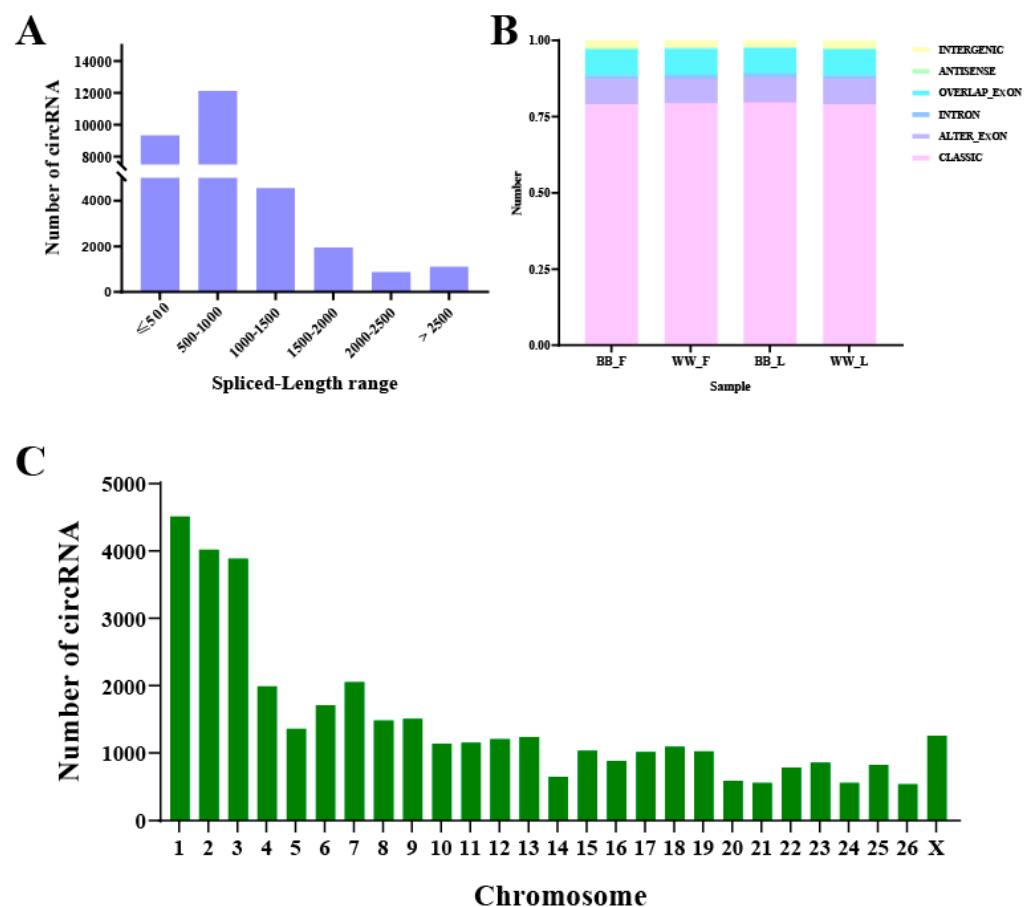 A
Number of circRNA
14000
12000
10000
8000
4000
2000
0
≤500
500-1000
1000-1500
1500-2000
2000-2500
> 2500
Spliced-Length range
B
Number
1.00
0.75
0.50
0.25
0.00
BB_F
WW_F
BB_L
WW_L
Sample
INTERGENIC
ANTISENSE
OVERLAP_EXON
INTRON
ALTER_EXON
CLASSIC
C
Number of circRNA
5000
4000
3000
2000
1000
0
1 2 3 4 5 6 7 8 9 10 11 12 13 14 15 16 17 18 19 20 21 22 23 24 25 26 X
Chromosome